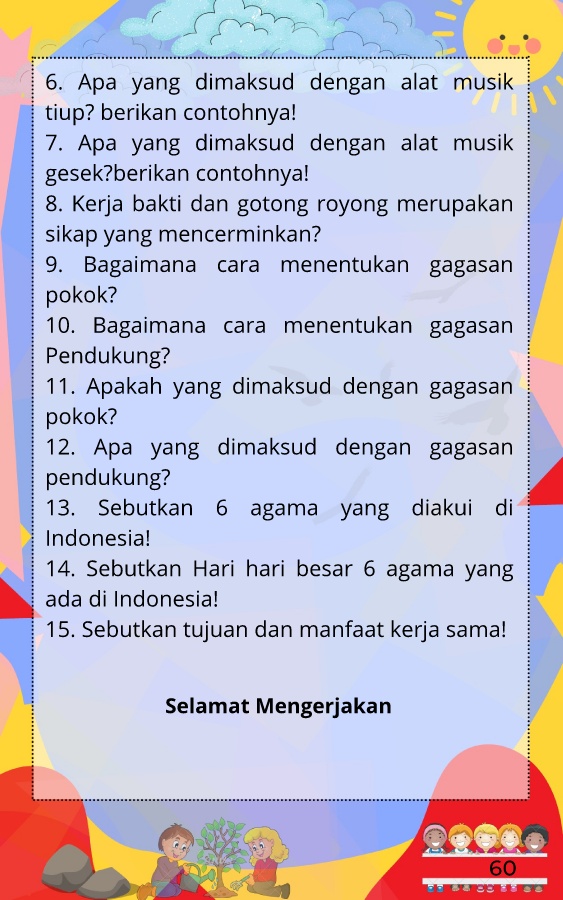 6. Apa yang dimaksud dengan alat musik
tiup? berikan contohnya!
7. Apa yang dimaksud dengan alat musik
gesek?berikan contohnya!
8. Kerja bakti dan gotong royong merupakan
sikap yang mencerminkan?
9. Bagaimana cara menentukan gagasan
pokok?
10. Bagaimana cara menentukan gagasan
Pendukung?
11. Apakah yang dimaksud dengan gagasan
pokok?
12. Apa yang dimaksud dengan gagasan
pendukung?
13. Sebutkan 6 agama yang diakui di
Indonesia!
14. Sebutkan Hari hari besar 6 agama yang
ada di Indonesia!
15. Sebutkan tujuan dan manfaat kerja sama!
Selamat Mengerjakan
60